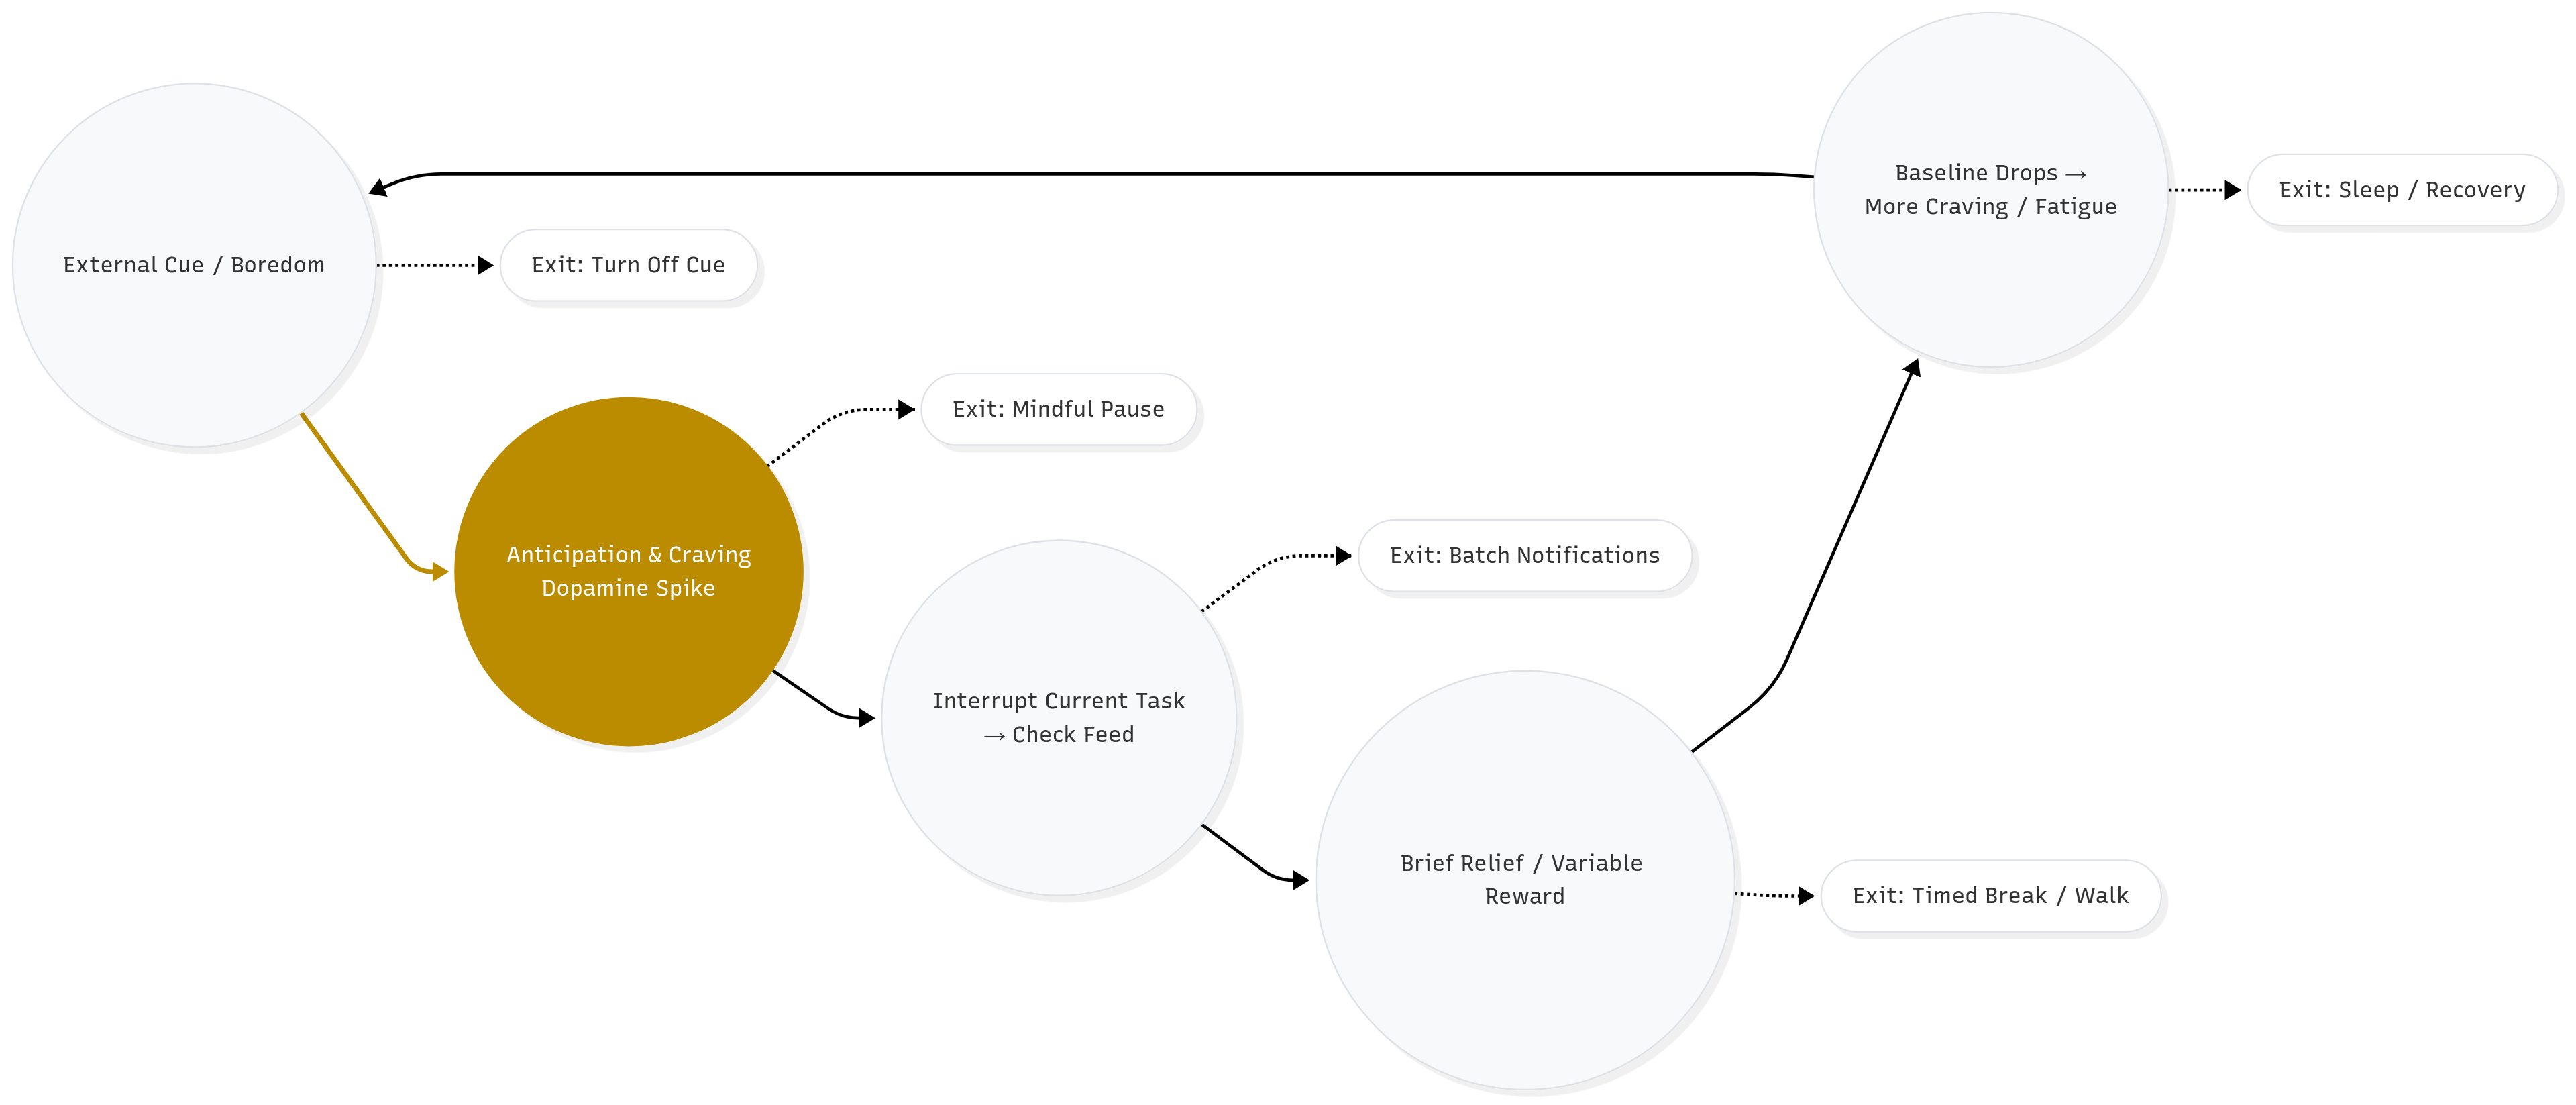 External Cue / Boredom
Exit: Turn Off Cue
Anticipation & Craving
Dopamine Spike
Exit: Mindful Pause
Interrupt Current Task
→ Check Feed
Exit: Batch Notifications
Brief Relief / Variable
Reward
Exit: Timed Break / Walk
Baseline Drops →
More Craving / Fatigue
Exit: Sleep / Recovery